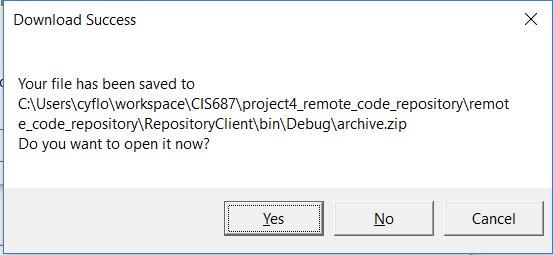 Download Success
Your file has been saved to
C:\Users\cyflo\workspace\CIS687\project4_remote_code_repository\remot
e_code_repository\RepositoryClient\bin\Debug\archive.zip
Do you want to open it now?
Yes No Cancel